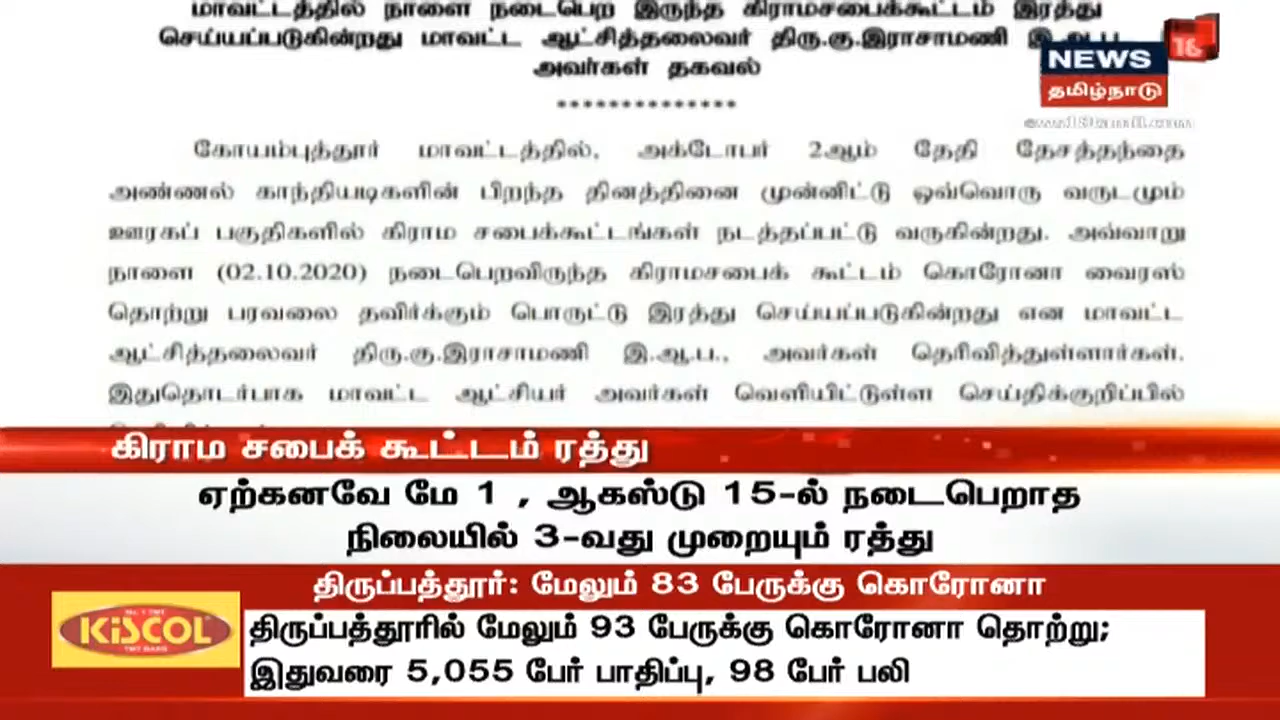 மாவட்டத்தில் நாளை நடைபெற இருந்த கிராமசபைக்கூட்டம் இரத்து
செய்யப்படுகின்றது மாவட்ட ஆட்சித்தலைவர் திரு.கு.இராசாமணி இ.ஆ.ப.,
அவர்கள் தகவல்
**************
NEWS 18
தமிழ்நாடு
கோயம்புத்தூர் மாவட்டத்தில், அக்டோபர் 2ஆம் தேதி தேசத்தந்தை
அண்ணல் காந்தியடிகளின் பிறந்த தினத்தினை முன்னிட்டு ஒவ்வொரு வருடமும்
ஊரகப் பகுதிகளில் கிராம சபைக்கூட்டங்கள் நடத்தப்பட்டு வருகின்றது. அவ்வாறு
நாளை (02.10.2020) நடைபெறவிருந்த கிராமசபைக் கூட்டம் கொரோனா வைரஸ்
தொற்று பரவலை தவிர்க்கும் பொருட்டு இரத்து செய்யப்படுகின்றது என மாவட்ட
ஆட்சித்தலைவர் திரு.கு.இராசாமணி இ.ஆ.ப., அவர்கள் தெரிவித்துள்ளார்கள்.
இதுதொடர்பாக மாவட்ட ஆட்சியர் அவர்கள் வெளியிட்டுள்ள செய்திக்குறிப்பில்
கிராம சபைக் கூட்டம் ரத்து
ஏற்கனவே மே 1 , ஆகஸ்டு 15-ல் நடைபெறாத
நிலையில் 3-வது முறையும் ரத்து
திருப்பத்தூர்: மேலும் 83 பேருக்கு கொரோனா
KiSCOL
திருப்பத்தூரில் மேலும் 93 பேருக்கு கொரோனா தொற்று;
இதுவரை 5,055 பேர் பாதிப்பு, 98 பேர் பலி